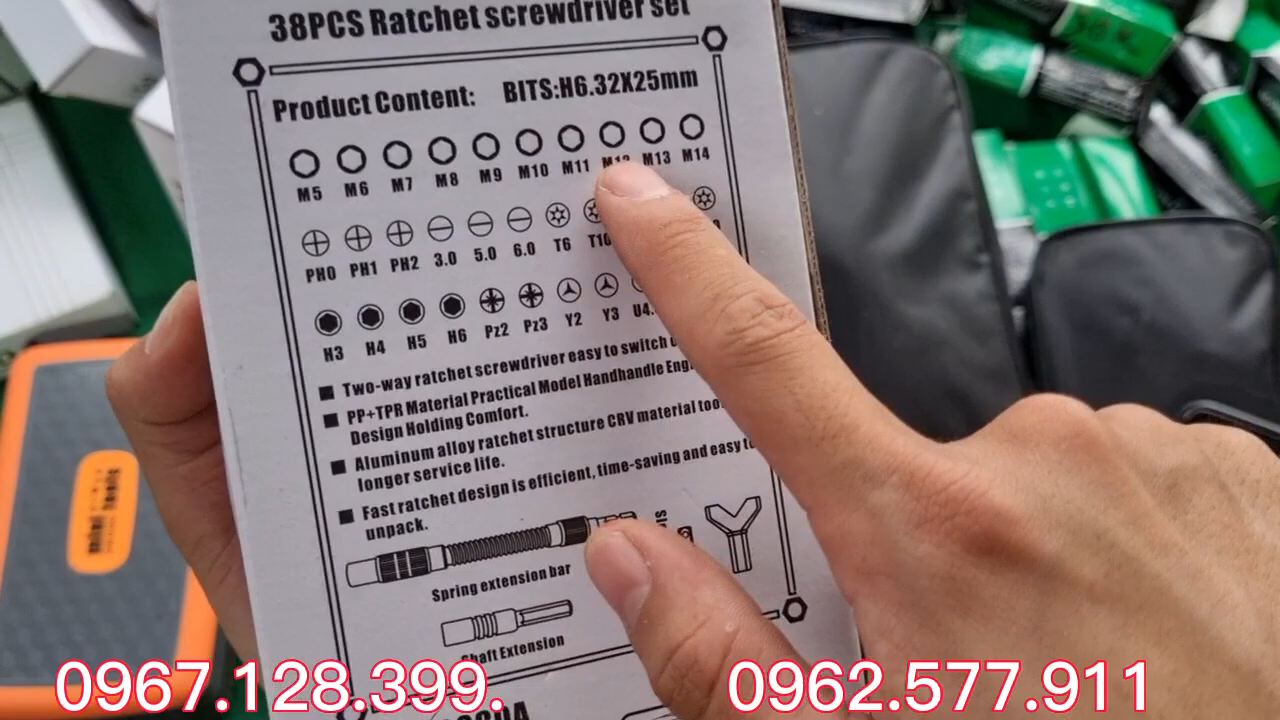 38PCS Ratchet screwdriver set
Product Content: BITS:H6.32X25mm
M5 M6 M7 M8 M9 M10 M11 M12 M13 M14
PH0 PH1 PH2 3.0 5.0 6.0 T6 T10
H3 H4 H5 H6 Pz2 Pz3 Y2 Y3
Two-way ratchet screwdriver easy to switch
PP+TPR Material Practical Model Handhandle
Design Holding Comfort.
Aluminum alloy ratchet structure CRV material
longer service life.
Fast ratchet design is efficient, time-saving and easy
unpack.
Spring extension bar
Shaft Extension
0967.128.399.
0962.577.911